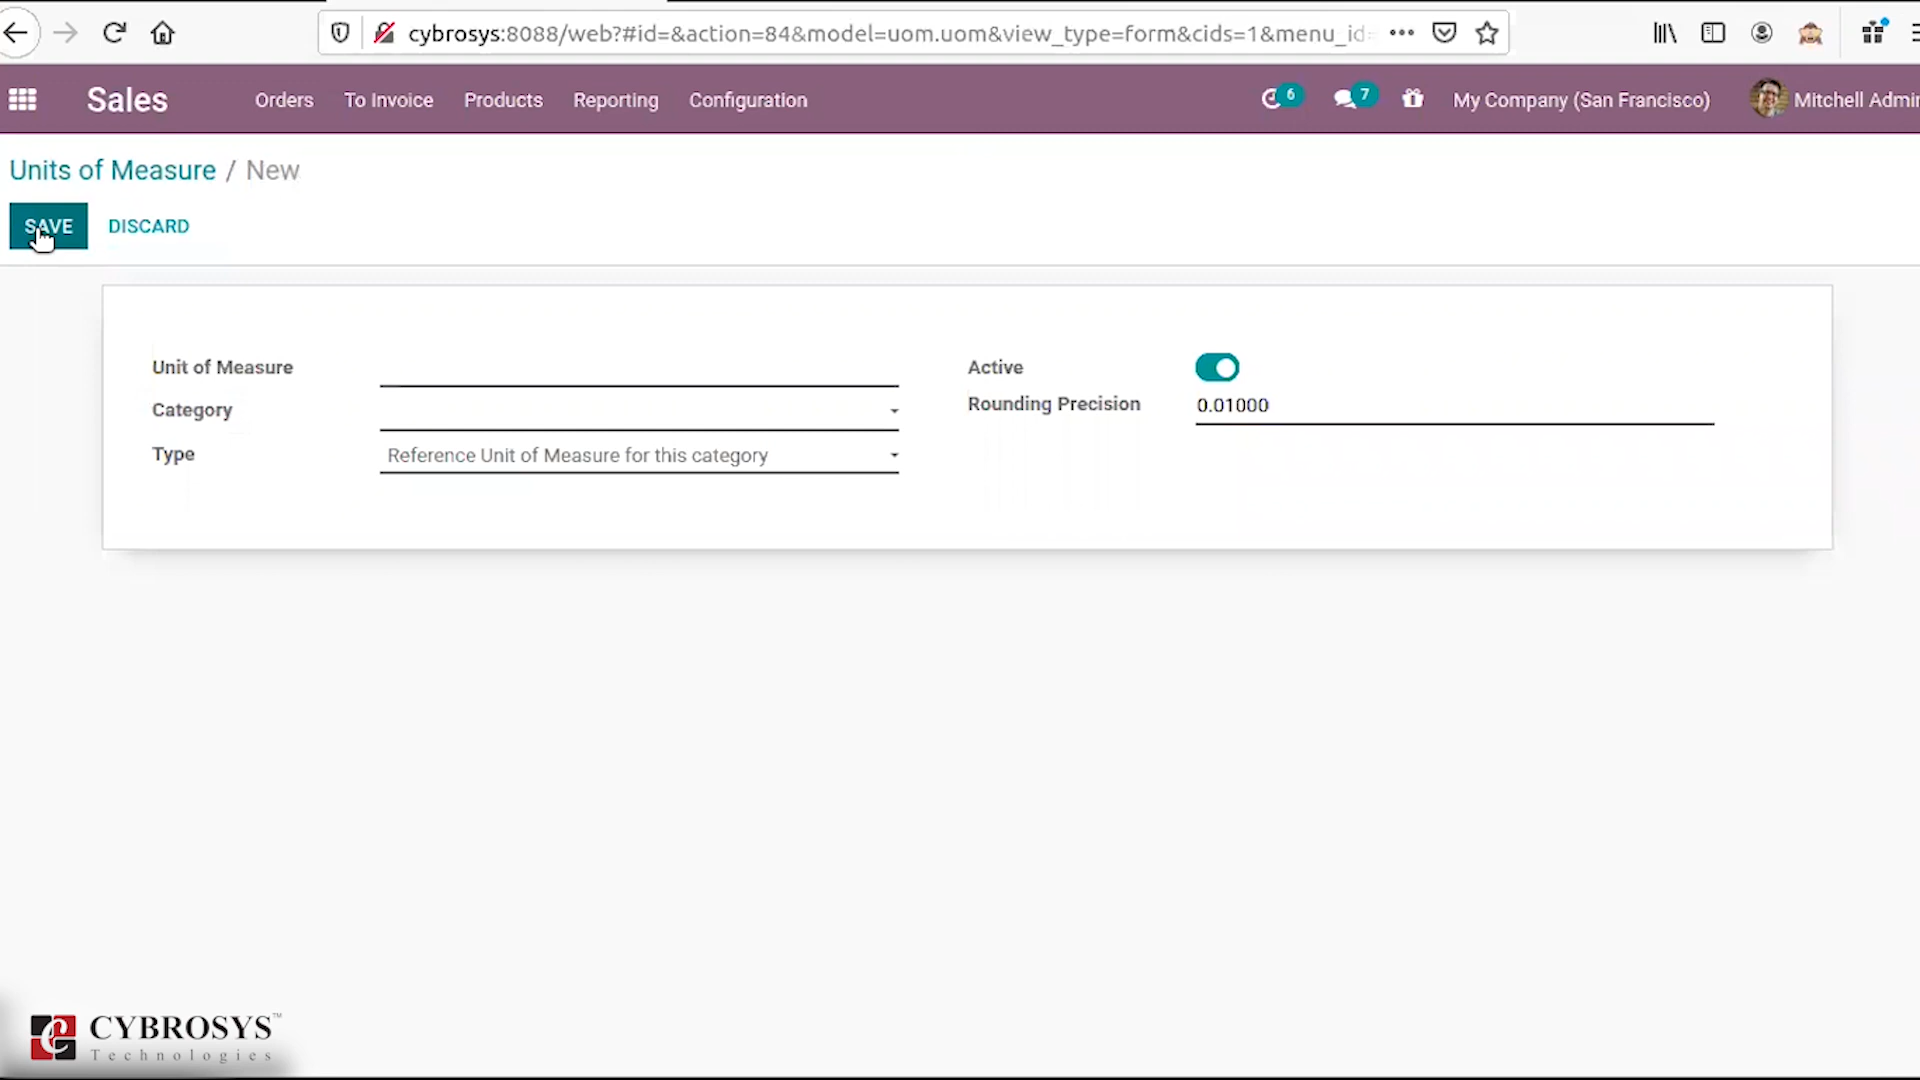 cybrosys:8088/web?#id=&action=84&model=uom.uom&view_type=form&cids=1&menu_id=
Sales Orders To Invoice Products Reporting Configuration 6 7 My Company (San Francisco) Mitchell Admin
Units of Measure / New
SAVE DISCARD
Unit of Measure Active
Category Rounding Precision 0.01000
Type Reference Unit of Measure for this category
CYBROSYS™
Technologies